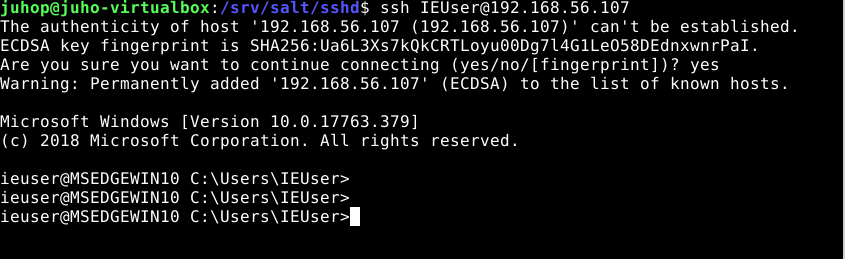 juhop@juho-virtualbox:/srv/salt/sshd$ ssh IEUser@192.168.56.107
The authenticity of host '192.168.56.107 (192.168.56.107)' can't be established.
ECDSA key fingerprint is SHA256:Ua6L3Xs7kQkCRTLoyu00Dg7l4G1LeO58DEdnxwnrPaI.
Are you sure you want to continue connecting (yes/no/[fingerprint])? yes
Warning: Permanently added '192.168.56.107' (ECDSA) to the list of known hosts.
Microsoft Windows [Version 10.0.17763.379]
(c) 2018 Microsoft Corporation. All rights reserved.
ieuser@MSEDGEWIN10 C:\Users\IEUser>
ieuser@MSEDGEWIN10 C:\Users\IEUser>
ieuser@MSEDGEWIN10 C:\Users\IEUser>